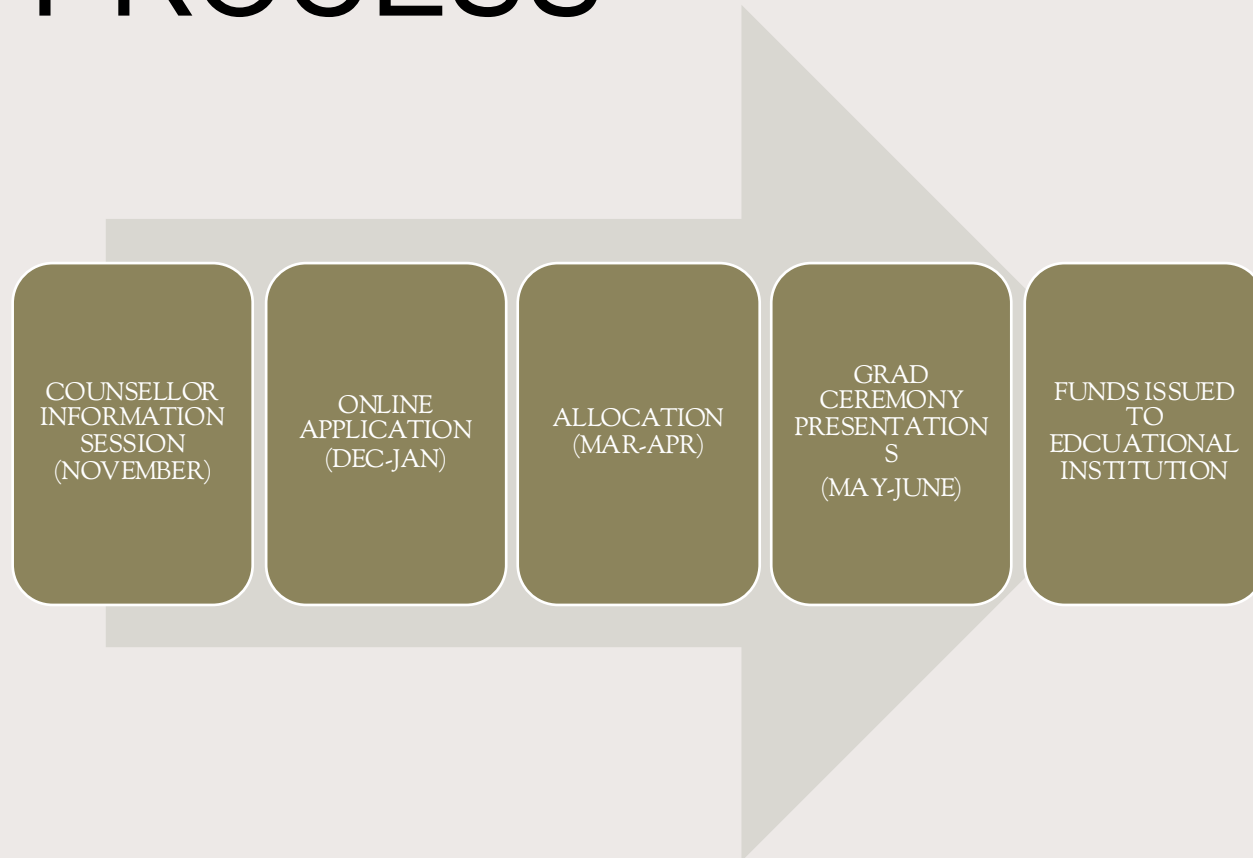 PROCESS
COUNSELLOR
INFORMATION
SESSION
(NOVEMBER)
ONLINE
APPLICATION
(DEC-JAN)
ALLOCATION
(MAR-APR)
GRAD
CEREMONY
PRESENTATION
S
(MAY-JUNE)
FUNDS ISSUED
TO
EDCUATIONAL
INSTITUTION